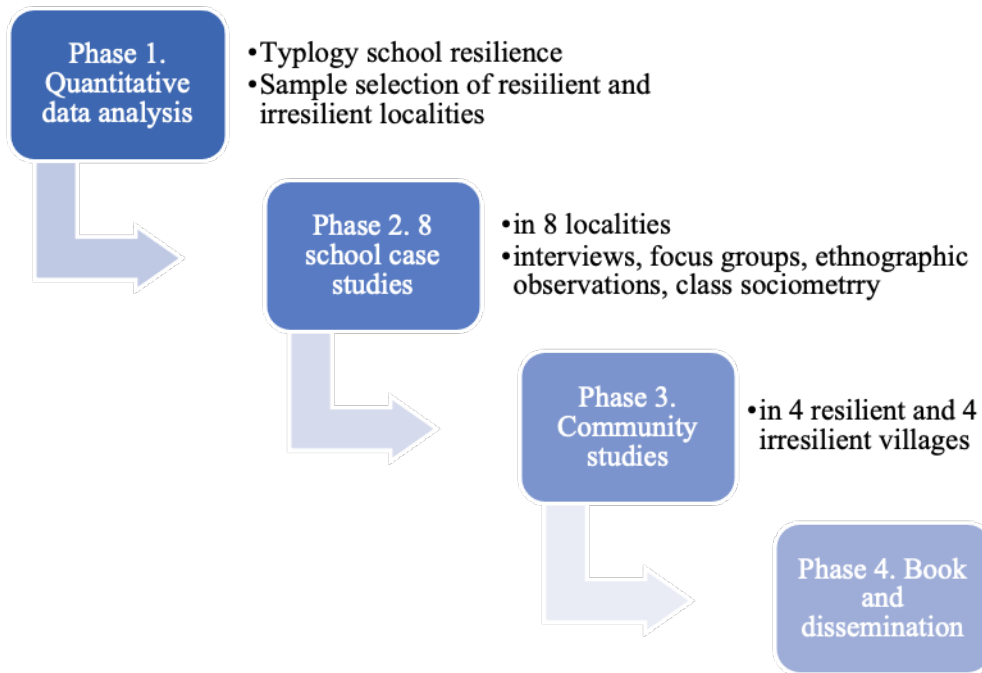 Phase 1.
Quantitative
data analysis
•Typlogy school resilience
•Sample selection of resiilient and
irresilient localities
Phase 2. 8
school case
studies
•in 8 localities
•interviews, focus groups, ethnographic
observations, class sociometrry
Phase 3.
Community
studies
•in 4 resilient and 4
irresilient villages
Phase 4. Book
and
dissemination